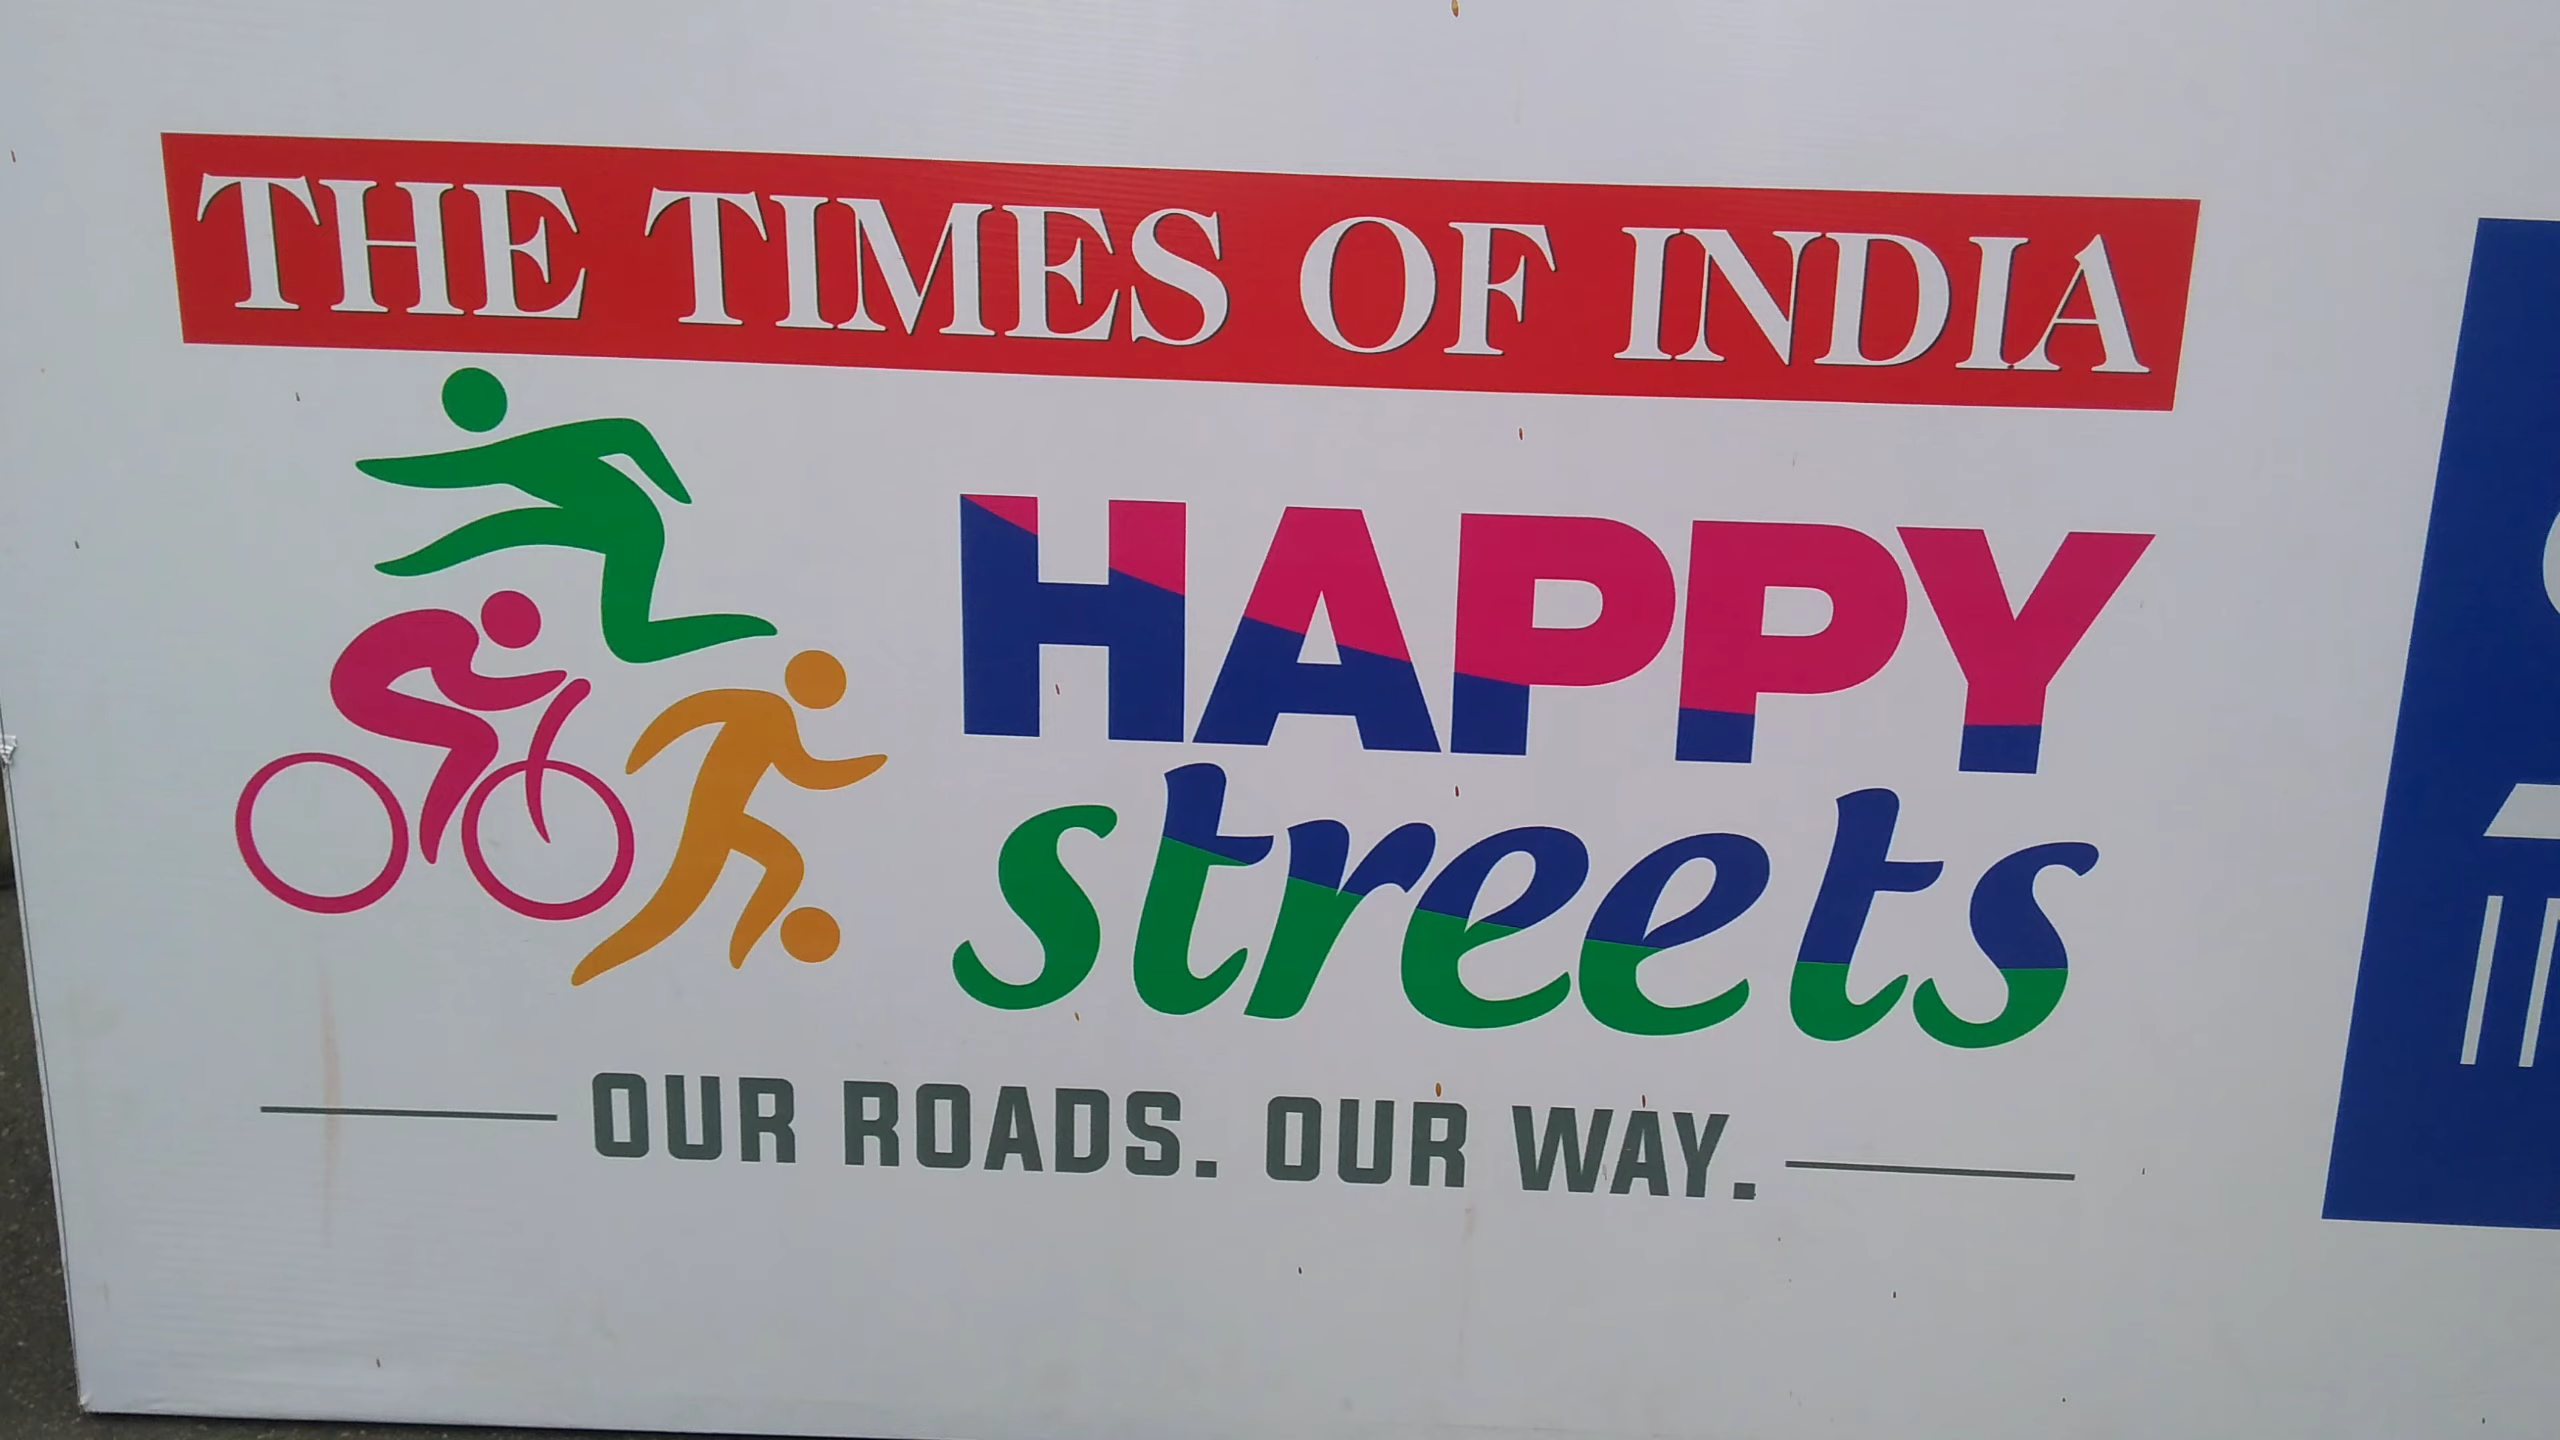 THE TIMES OF INDIA
HAPPY
streets
OUR ROADS. OUR WAY.